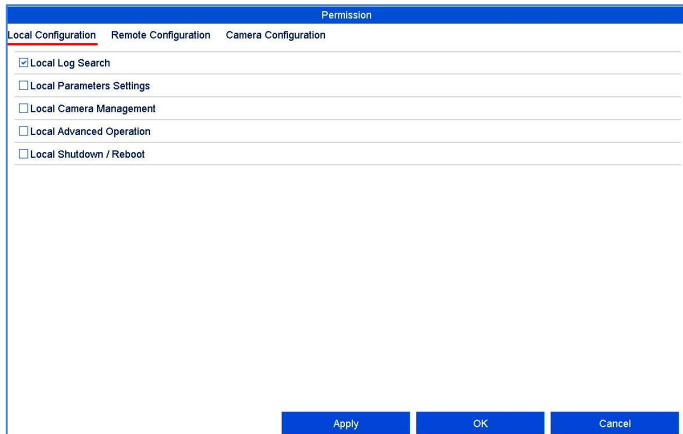 Permission
Local Configuration Remote Configuration Camera Configuration
Local Log Search
Local Parameters Settings
Local Camera Management
Local Advanced Operation
Local Shutdown / Reboot
Apply OK Cancel